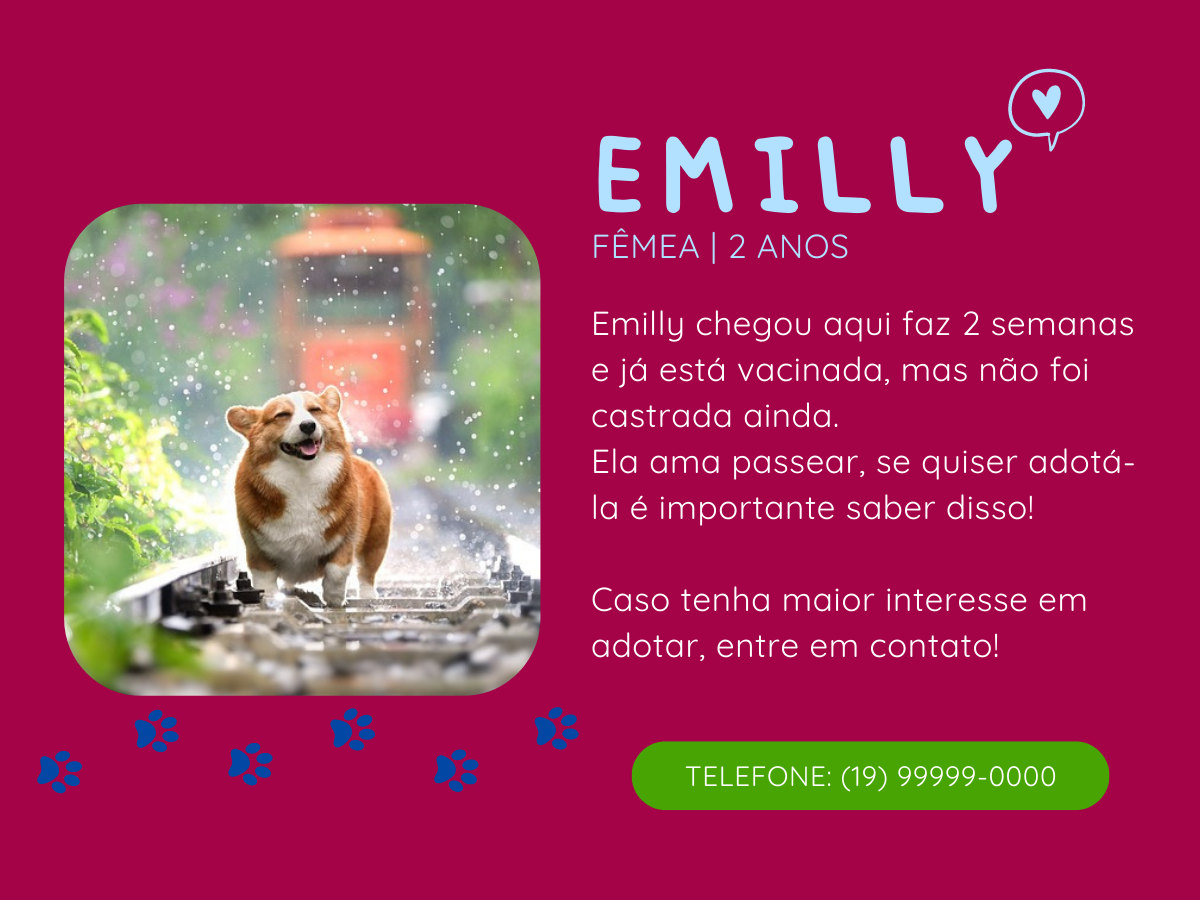 EMILLY
FÊMEA | 2 ANOS
Emilly chegou aqui faz 2 semanas
e já está vacinada, mas não foi
castrada ainda.
Ela ama passear, se quiser adotá-
la é importante saber disso!
Caso tenha maior interesse em
adotar, entre em contato!
TELEFONE: (19) 99999-0000